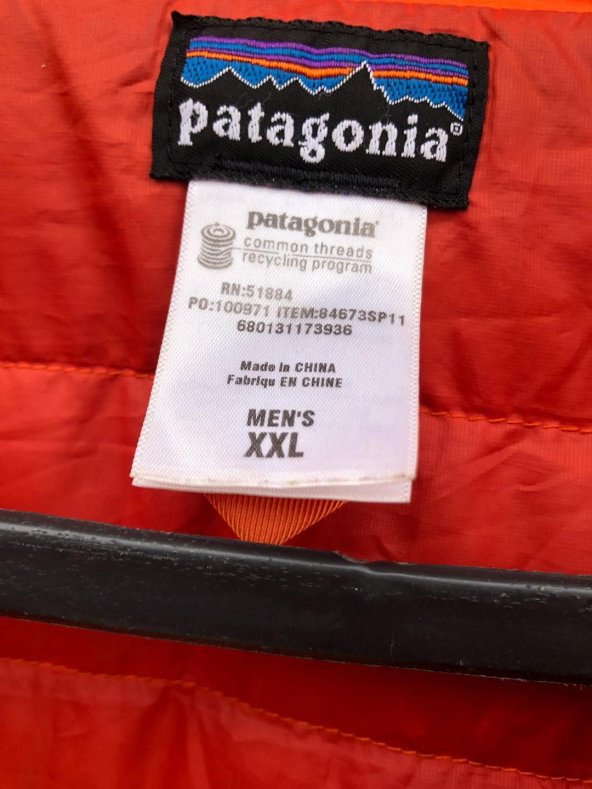 patagonia®
patagonia®
common threads
recycling program
RN:51884
PO:100971 ITEM:84673SP11
680131173936
Made in CHINA
Fabriqu EN CHINE
MEN'S
XXL